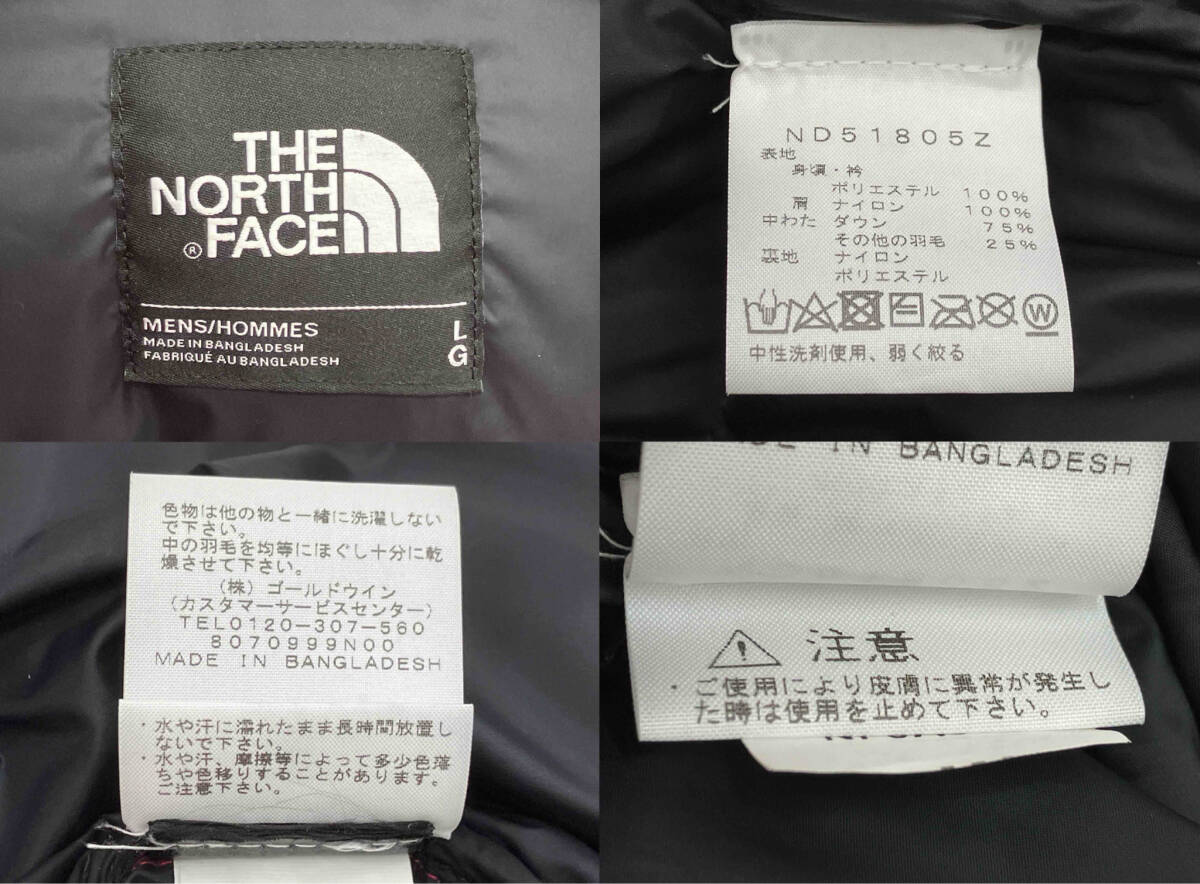 THE
NORTH
FACE
®
MENS/HOMMES L
MADE IN BANGLADESH
FABRIQUÉ AU BANGLADESH G
ND51805Z
表地
身頃・衿
ポリエステル 100%
肩 ナイロン 100%
中わた ダウン 75%
その他の羽毛 25%
裏地 ナイロン
ポリエステル
W
中性洗剤使用、弱く絞る
色物は他の物と一緒に洗濯しない
で下さい。
中の羽毛を均等にほぐし十分に乾
燥させて下さい。
(株)ゴールドウイン
(カスタマーサービスセンター)
TEL0120-307-560
8070999N00
MADE IN BANGLADESH
・水や汗に濡れたまま長時間放置し
ないで下さい。
・水や汗、摩擦等によって多少色落
ちや色移りすることがあります。
ご注意下さい。
IN BANGLADESH
注意
・ご使用により皮膚に異常が発生し
た時は使用を止めて下さい。